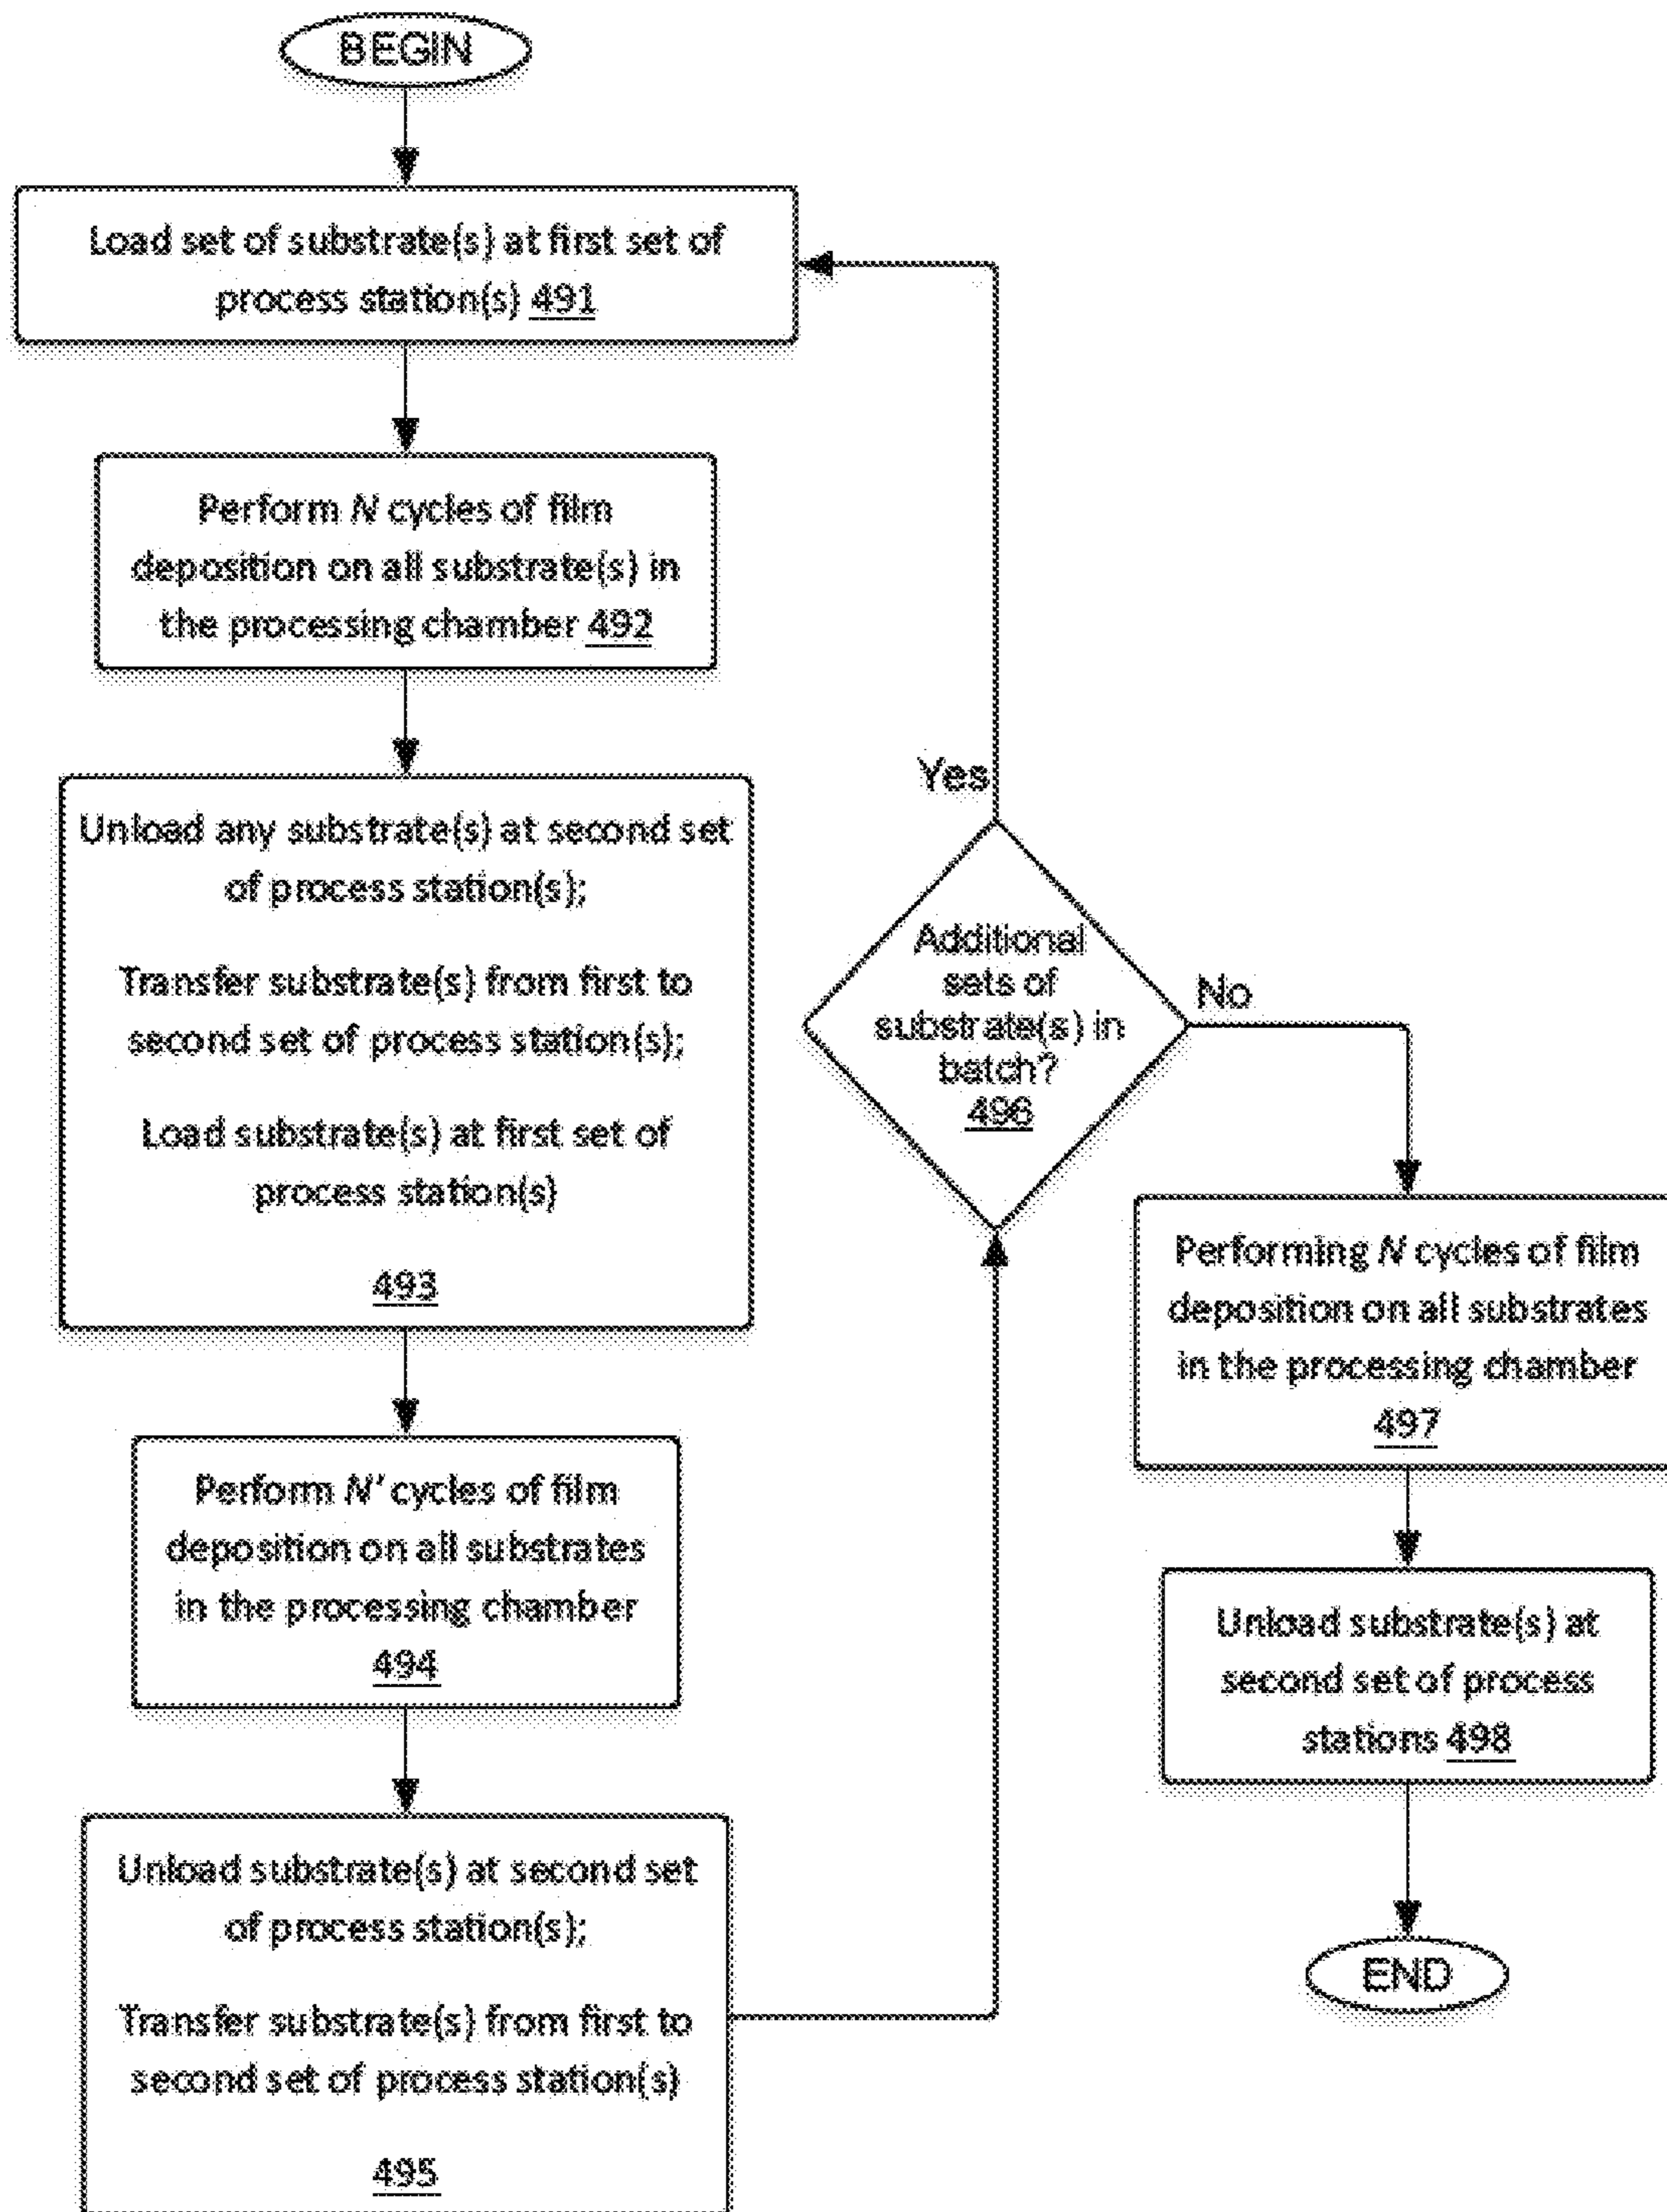 BEGIN
Load set of substrate(s) at first set of
process station(s) 491
Perform N cycles of film
deposition on all substrate(s) in
the processing chamber 492
Unload any substrate(s) at second set
of process station(s);
Transfer substrate(s) from first to
second set of process station(s);
Load substrate(s) at first set of
process station(s)
493
Perform N' cycles of film
deposition on all substrates
in the processing chamber
494
Unload substrate(s) at second set
of process station(s);
Transfer substrate(s) from first to
second set of process station(s)
495
Yes
Additional
sets of
substrate(s) in
batch?
496
No
Performing N cycles of film
deposition on all substrates
in the processing chamber
497
Unload substrate(s) at
second set of process
stations 498
END